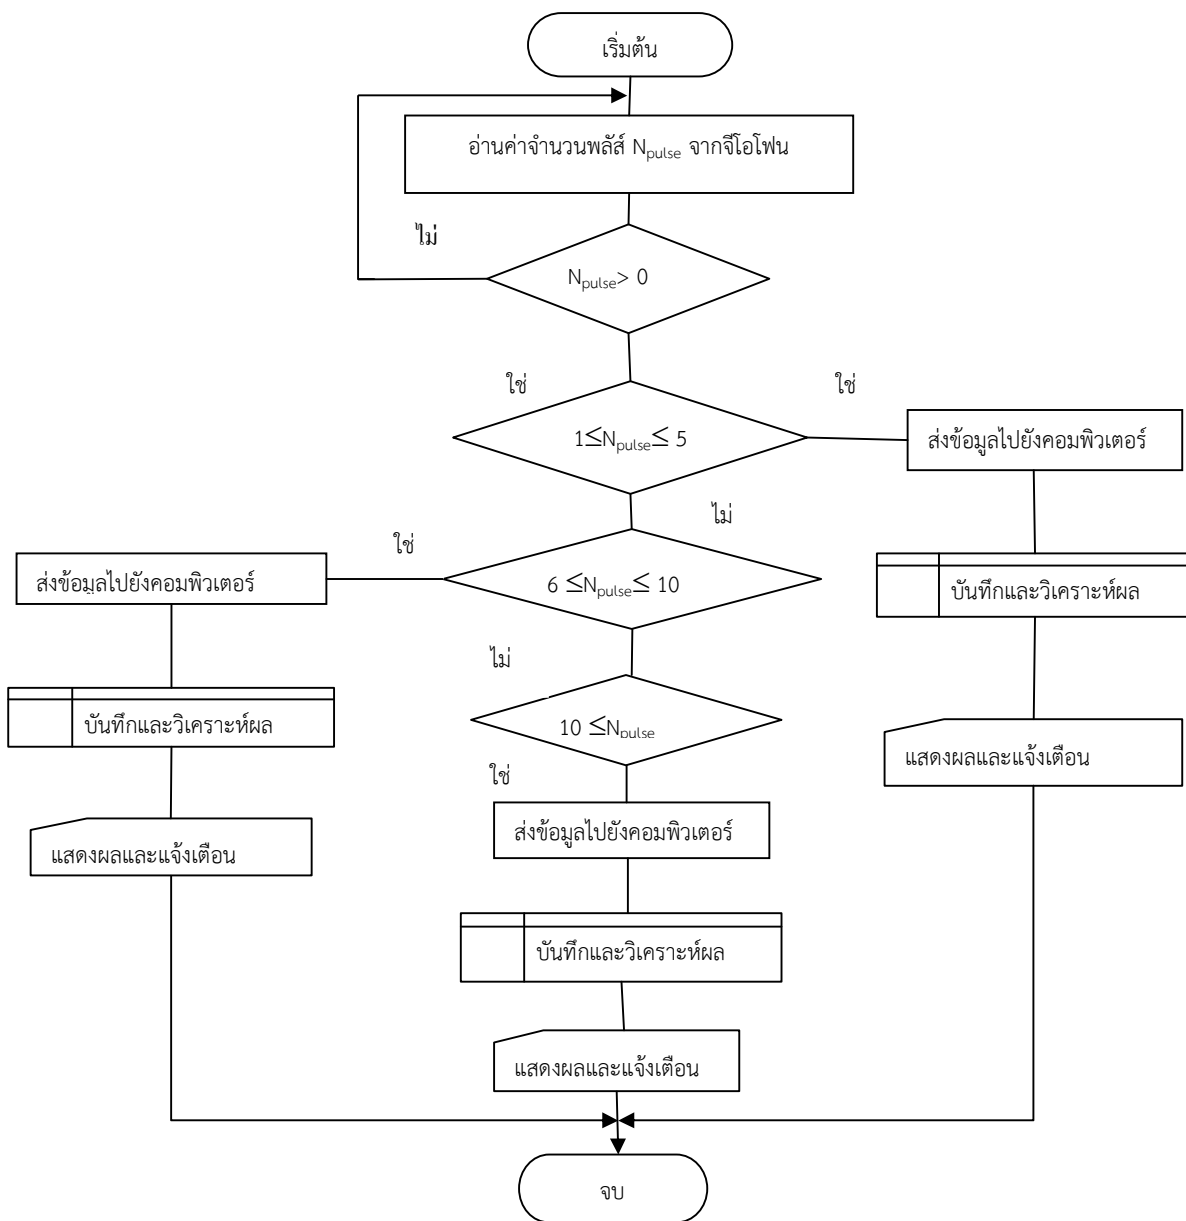 เริ่มต้น
อ่านค่าจำนวนพลัส์ Npulse จากจีโอโฟน
ไม่
Npulse> 0
ใช่
ใช่
1≤Npulse≤ 5
ส่งข้อมูลไปยังคอมพิวเตอร์
ไม่
ใช่
ส่งข้อมูลไปยังคอมพิวเตอร์
6 ≤Npulse≤ 10
บันทึกและวิเคราะห์ผล
ไม่
บันทึกและวิเคราะห์ผล
10 ≤Npulse
แสดงผลและแจ้งเตือน
ใช่
ส่งข้อมูลไปยังคอมพิวเตอร์
แสดงผลและแจ้งเตือน
บันทึกและวิเคราะห์ผล
แสดงผลและแจ้งเตือน
จบ